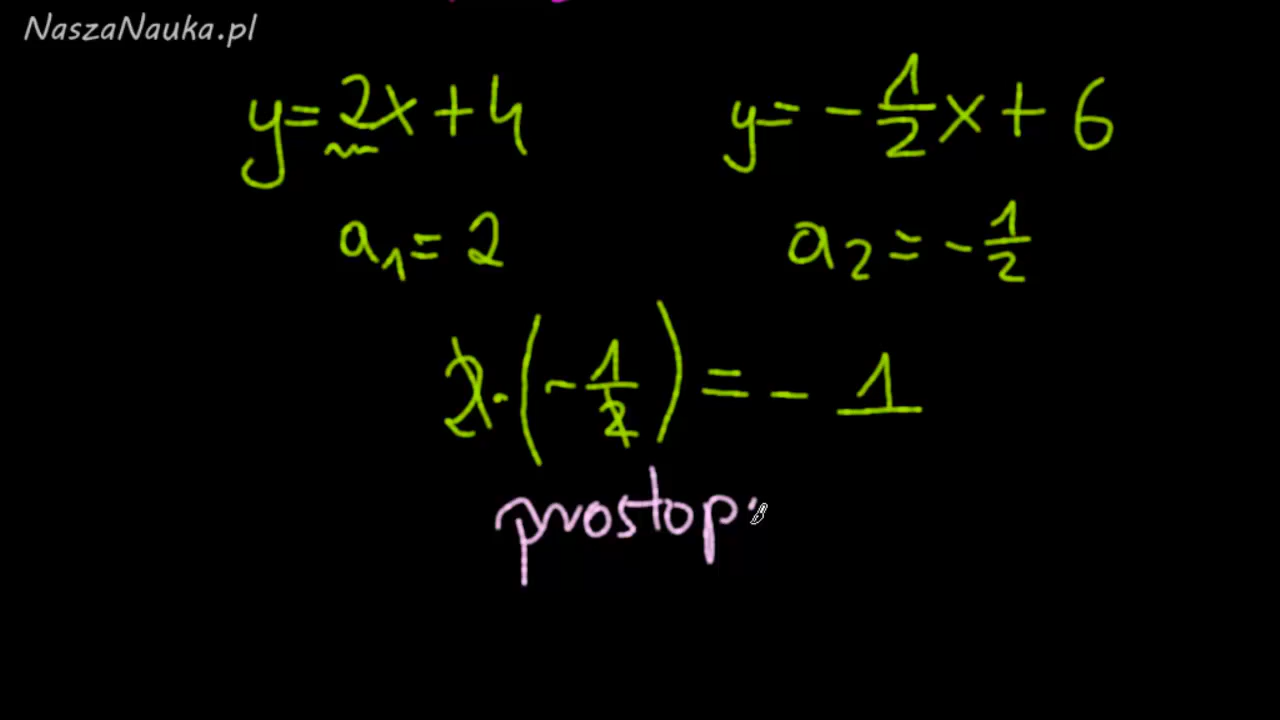 NaszaNauka.pl
y=2x+4 y=-1/2x+6
a₁=2 a₂=-1/2
2·(-1/2)=-1
prostop